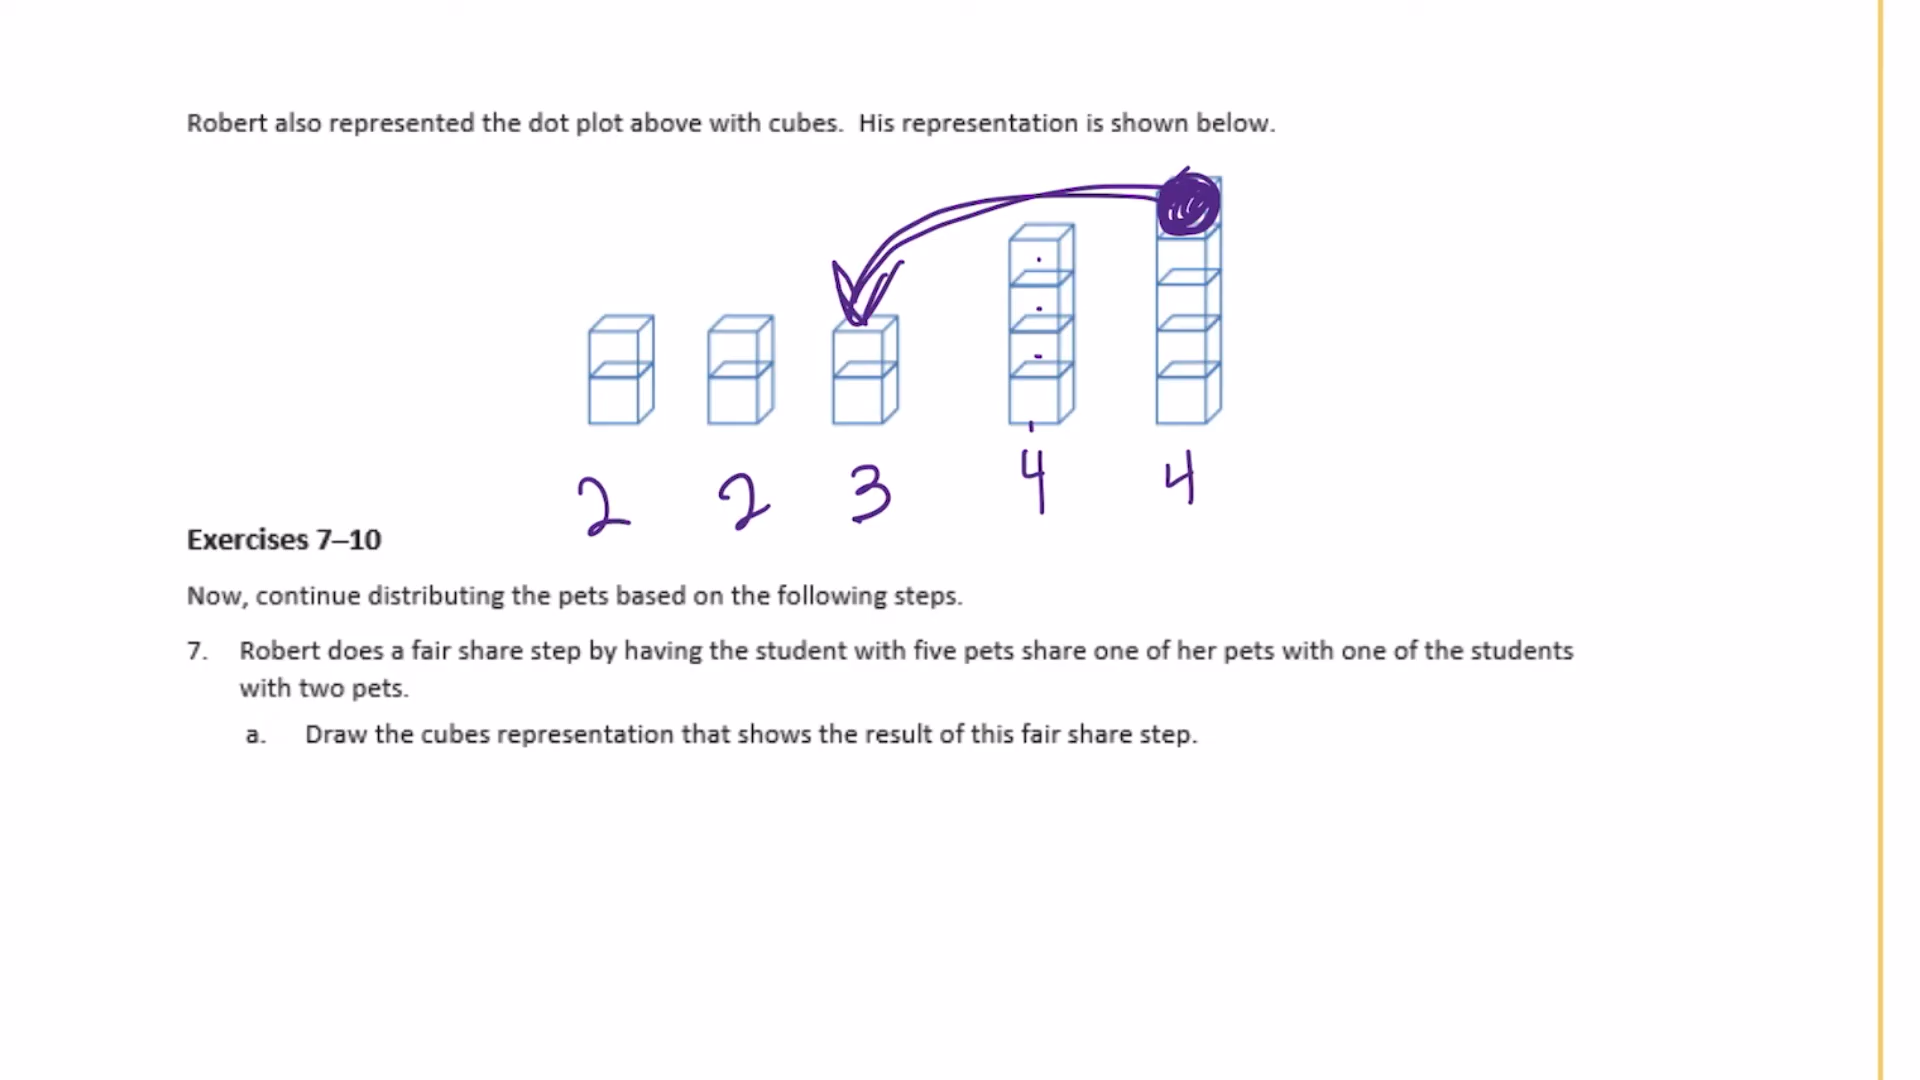 Robert also represented the dot plot above with cubes. His representation is shown below.
2 2 3 4 4
Exercises 7–10
Now, continue distributing the pets based on the following steps.
7. Robert does a fair share step by having the student with five pets share one of her pets with one of the students
with two pets.
a. Draw the cubes representation that shows the result of this fair share step.